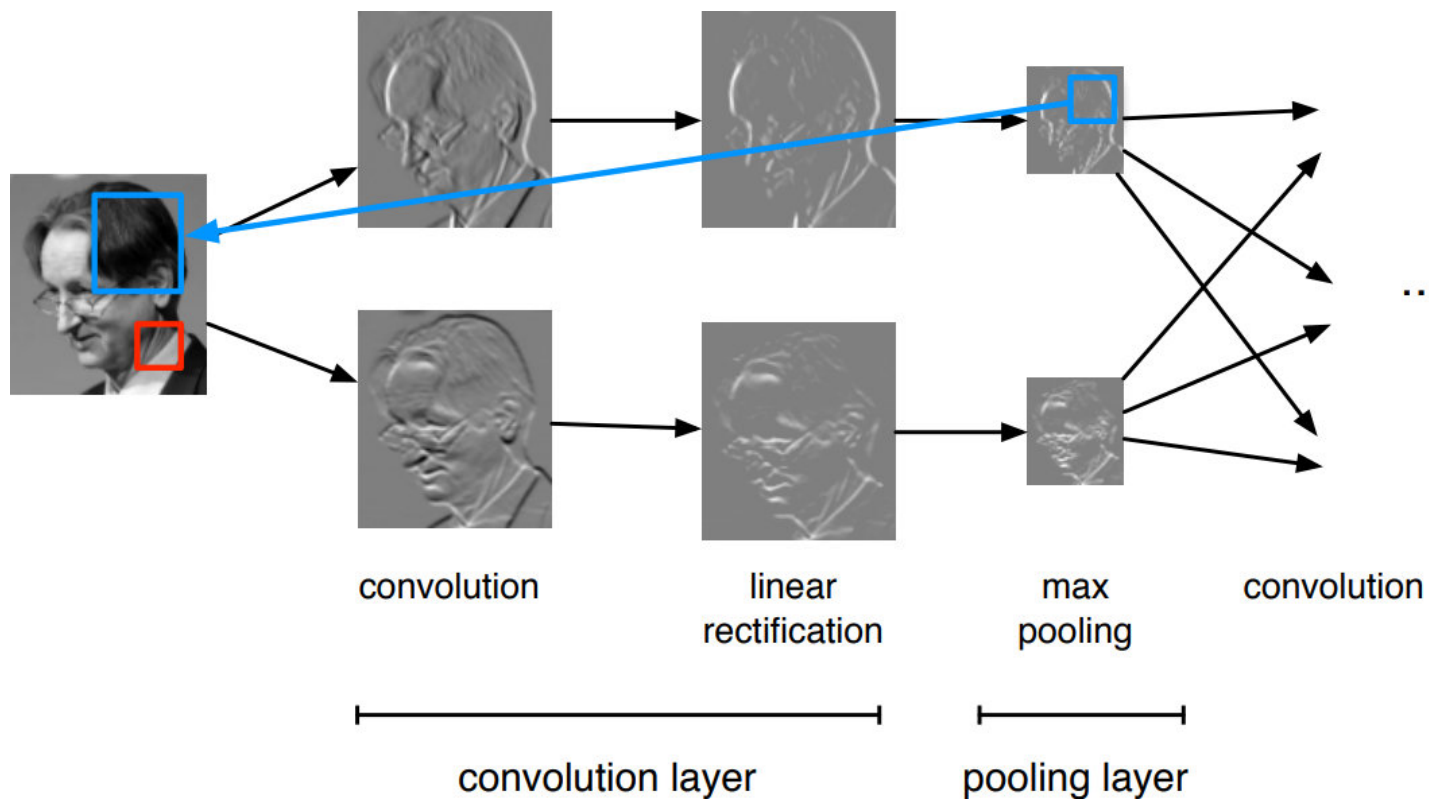 ..
convolution
linear
rectification
max
pooling
convolution
convolution layer
pooling layer